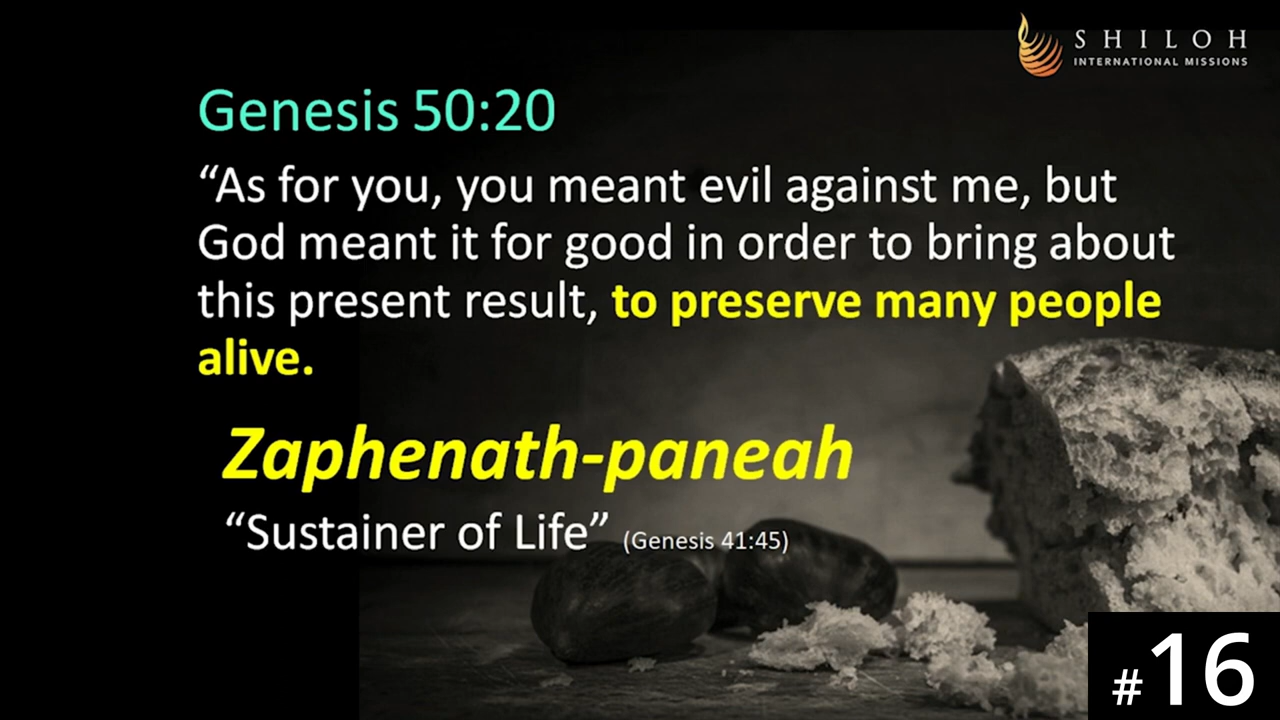 SHILOH
INTERNATIONAL MISSIONS
Genesis 50:20
“As for you, you meant evil against me, but
God meant it for good in order to bring about
this present result, to preserve many people
alive.
Zaphenath-paneah
“Sustainer of Life” (Genesis 41:45)
#16